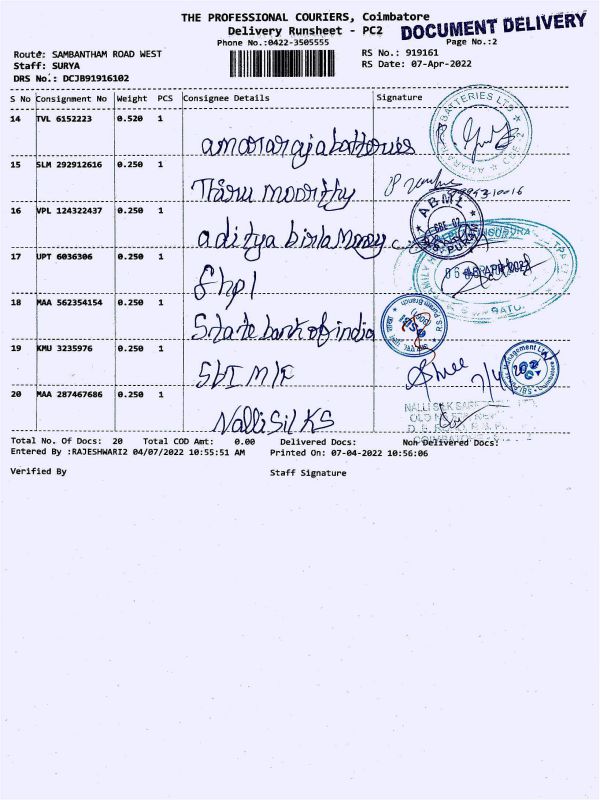 THE PROFESSIONAL COURIERS, Coimbatore
DOCUMENT DELIVERY
Delivery Runsheet - PC2
Phone No.:0422-3505555
Page No.:2
Route: SAMBANTHAM ROAD WEST
RS No.: 919161
Staff: SURYA
RS Date: 07-Apr-2022
DRS No.: DCJB91916102
S No Consignment No Weight PCS Consignee Details Signature
14 TVL 6152223 0.520 1 amararaja batteries
15 SLM 292912616 0.250 1 Tharu moorthy
16 VPL 124322437 0.250 1 aditya birla Money
ABML
17 UPT 6036306 0.250 1 Shpl
18 MAA 562354154 0.250 1 State bank of india
19 KMU 3235976 0.250 1 SbI M/F
20 MAA 287467686 0.250 1 Nalli Silks
NALLI SILK
Total No. Of Docs: 20 Total COD Amt: 0.00 Delivered Docs: Non Delivered Docs:
Entered By :RAJESHWARI2 04/07/2022 10:55:51 AM Printed On: 07-04-2022 10:56:06
Verified By Staff Signature